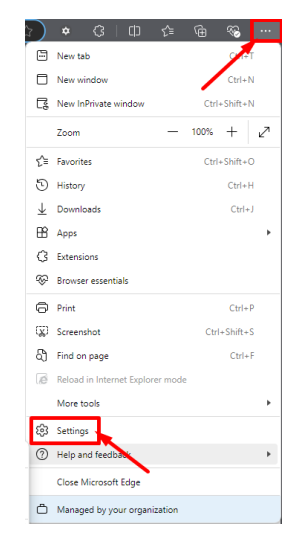 New tab Ctrl+T
New window Ctrl+N
New InPrivate window Ctrl+Shift+N
Zoom — 100% +
Favorites Ctrl+Shift+O
History Ctrl+H
Downloads Ctrl+J
Apps
Extensions
Browser essentials
Print Ctrl+P
Screenshot Ctrl+Shift+S
Find on page Ctrl+F
Reload in Internet Explorer mode
More tools
Settings
Help and feedback
Close Microsoft Edge
Managed by your organization